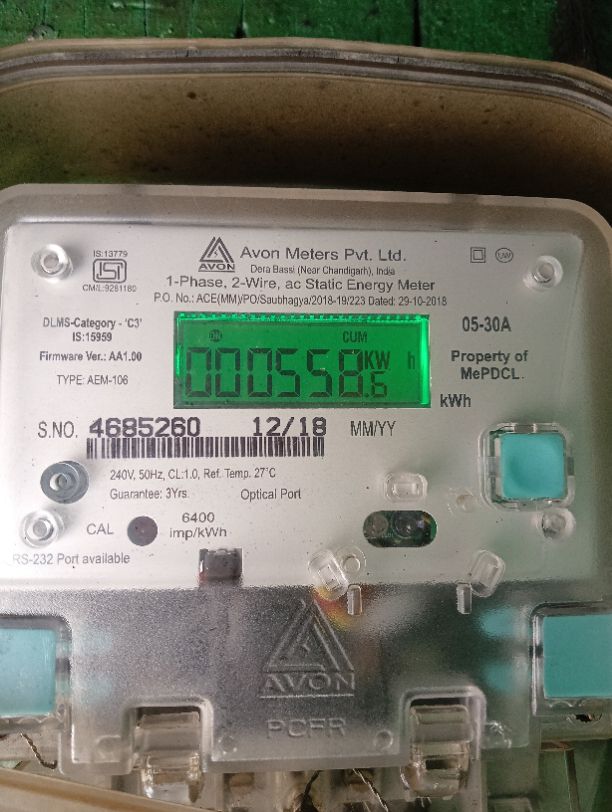 IS:13779
ISI
CM/L:9281180
AVON
Avon Meters Pvt. Ltd.
Dera Bassi (Near Chandigarh), India
1-Phase, 2-Wire, ac Static Energy Meter
P.O. No.: ACE(MM)/PO/Saubhagya/2018-19/223 Dated: 29-10-2018
DLMS-Category - 'C3'
IS:15959
Firmware Ver.: AA1.00
TYPE: AEM-106
ON CUM
000558.6 KW h
05-30A
Property of
MePDCL.
kWh
S.NO. 4685260 12/18 MM/YY
240V, 50Hz, CL:1.0, Ref. Temp. 27°C
Guarantee: 3Yrs. Optical Port
CAL
6400
imp/kWh
RS-232 Port available
AVON